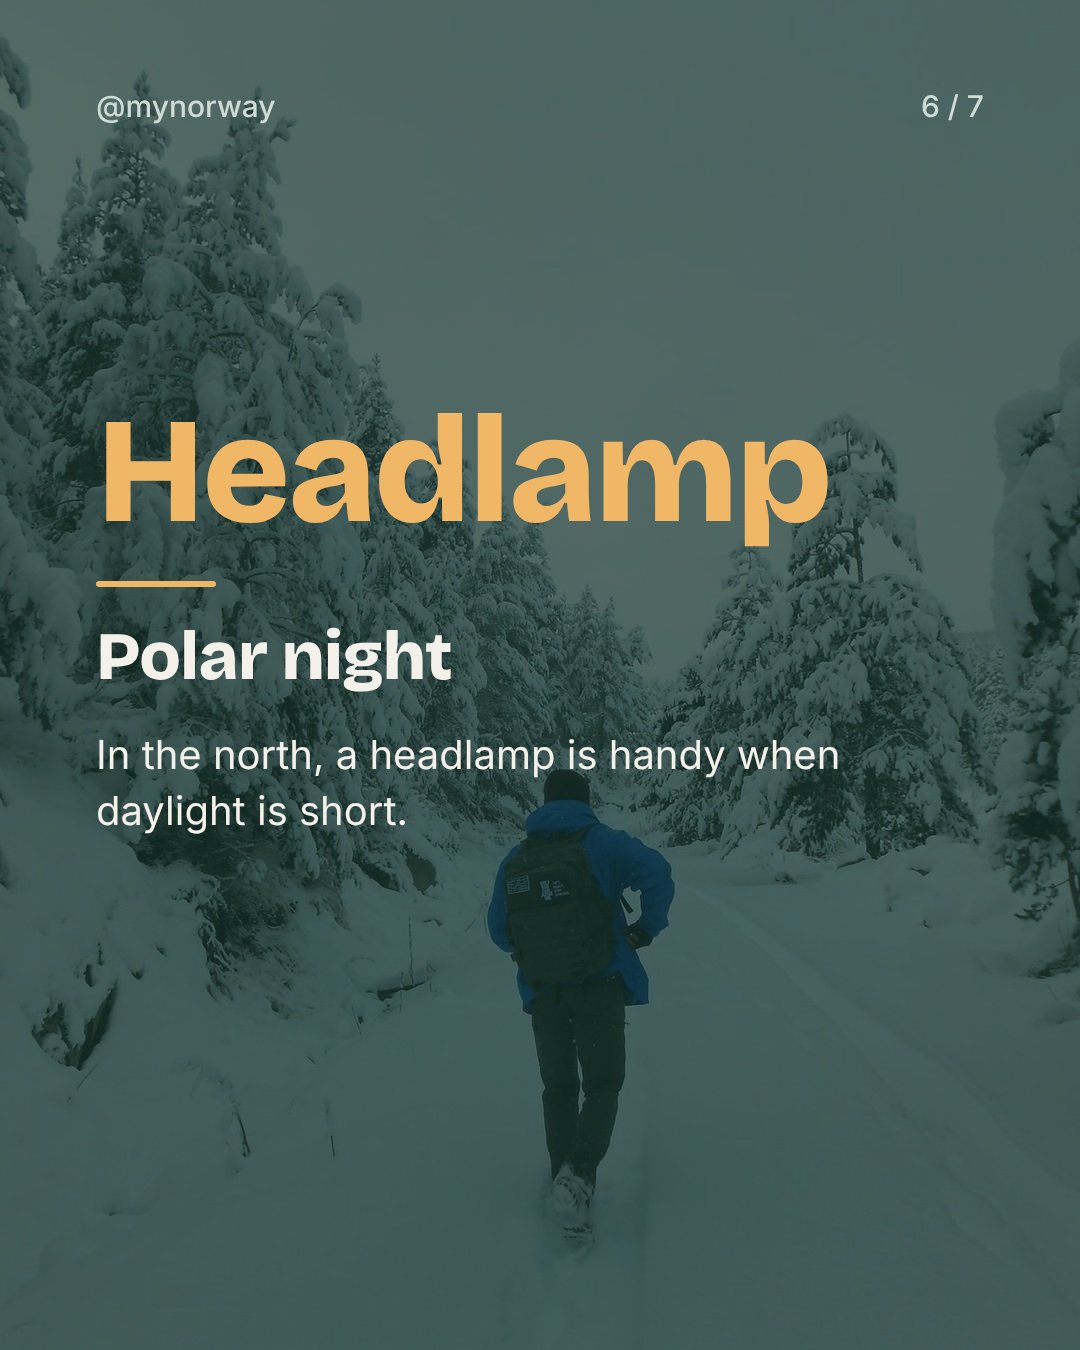 @mynorway
6 / 7
Headlamp
Polar night
In the north, a headlamp is handy when
daylight is short.